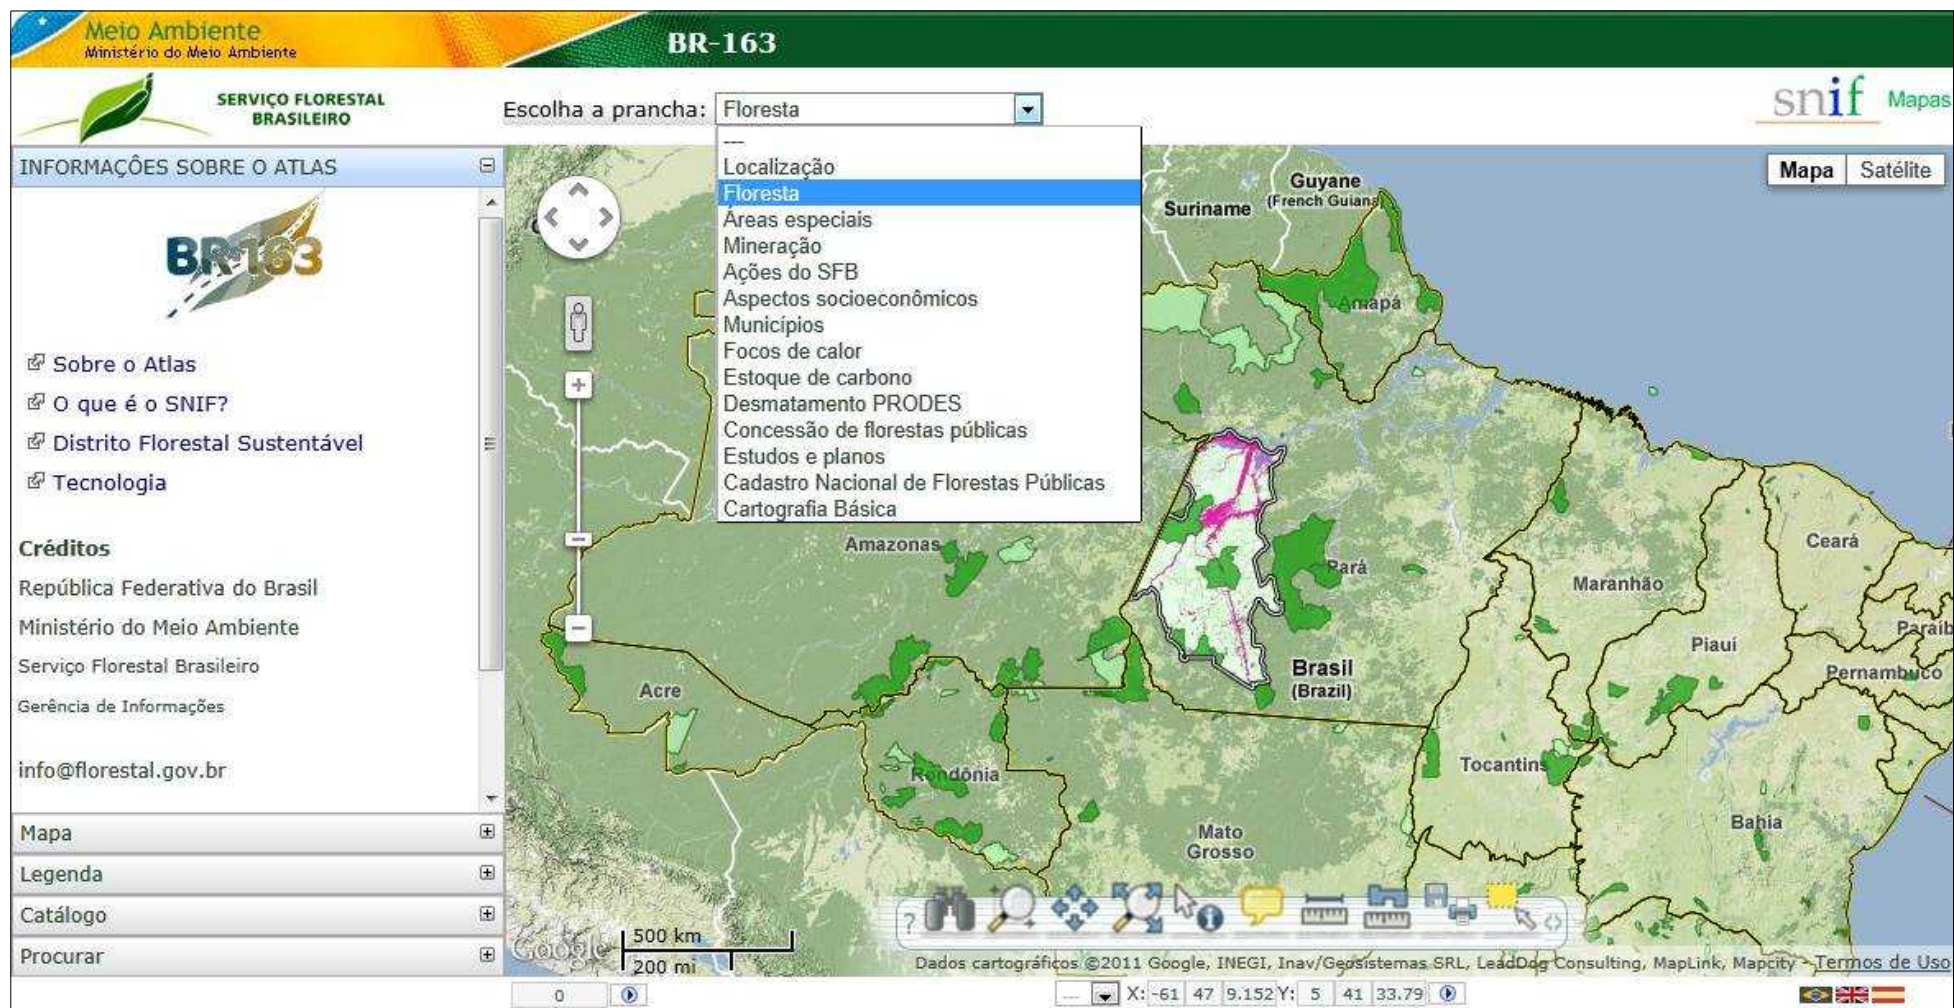 Meio Ambiente
Ministério do Meio Ambiente
BR-163
SERVIÇO FLORESTAL
BRASILEIRO
Escolha a prancha: Floresta
snif Mapas
INFORMAÇÔES SOBRE O ATLAS
BR-163
Sobre o Atlas
O que é o SNIF?
Distrito Florestal Sustentável
Tecnologia
Créditos
República Federativa do Brasil
Ministério do Meio Ambiente
Serviço Florestal Brasileiro
Gerência de Informações
info@florestal.gov.br
Mapa
Legenda
Catálogo
Procurar
---
Localização
Floresta
Áreas especiais
Mineração
Ações do SFB
Aspectos socioeconômicos
Municípios
Focos de calor
Estoque de carbono
Desmatamento PRODES
Concessão de florestas públicas
Estudos e planos
Cadastro Nacional de Florestas Públicas
Cartografia Básica
Mapa Satélite
Guyane
(French Guiana)
Suriname
Amapá
Amazonas
Pará
Maranhão
Ceará
Piauí
Paraíb
Pernambuco
Brasil
(Brazil)
Acre
Rondônia
Tocantins
Mato
Grosso
Bahia
?
Google
500 km
200 mi
Dados cartográficos ©2011 Google, INEGI, Inav/Geosistemas SRL, LeadDog Consulting, MapLink, Mapcity - Termos de Uso
0
--- X: -61 47 9.152 Y: 5 41 33.79